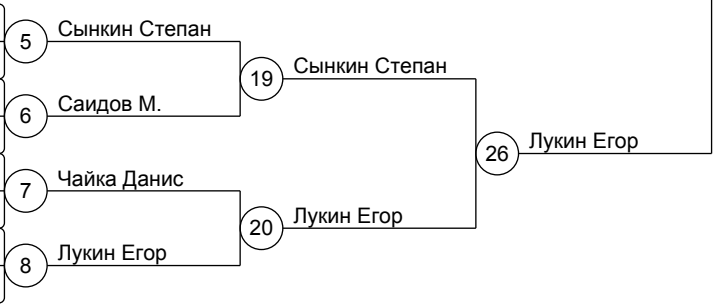 5 Сынкин Степан
19 Сынкин Степан
6 Саидов М.
26 Лукин Егор
7 Чайка Данис
20 Лукин Егор
8 Лукин Егор